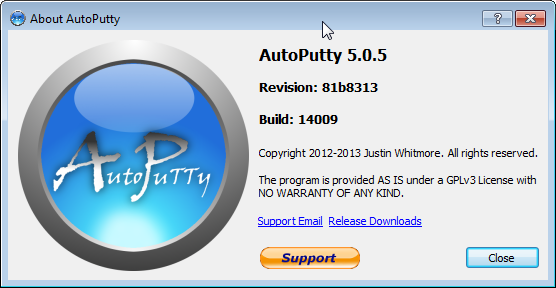 About AutoPutty
?
AutoPutty 5.0.5
Revision: 81b8313
Build: 14009
AutoPuTTy
Copyright 2012-2013 Justin Whitmore. All rights reserved.
The program is provided AS IS under a GPLv3 License with
NO WARRANTY OF ANY KIND.
Support Email Release Downloads
Support
Close